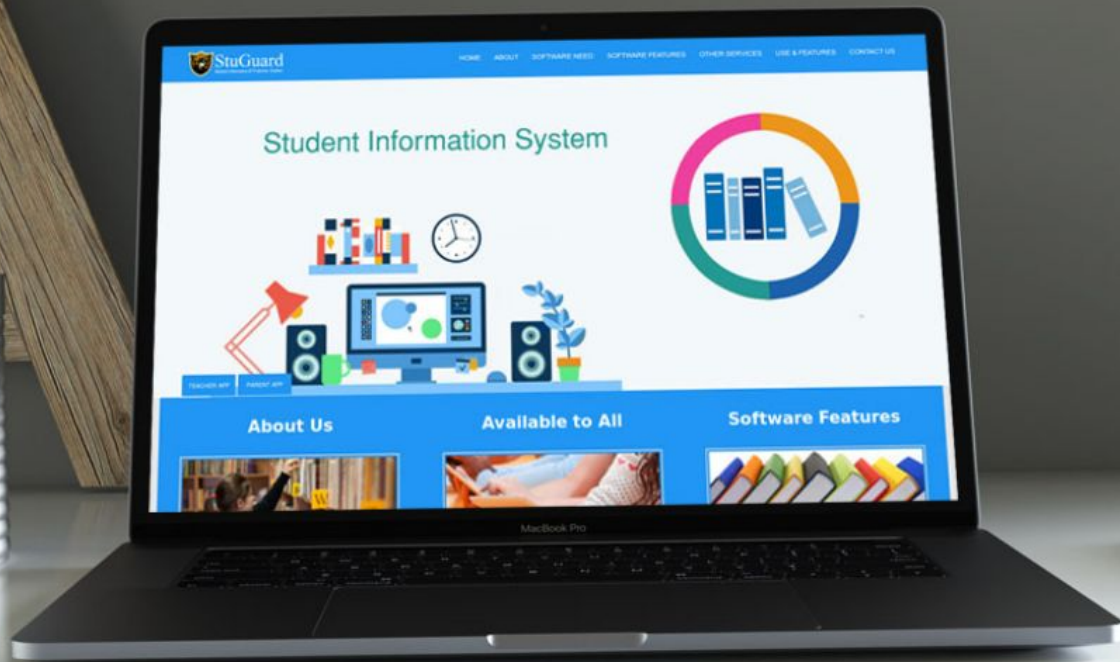 StuGuard
HOME ABOUT SOFTWARE NEED SOFTWARE FEATURES OTHER SERVICES USE & FEATURES CONTACT US
Student Information System
TEACHER APP PARENT APP
About Us Available to All Software Features
W
MacBook Pro